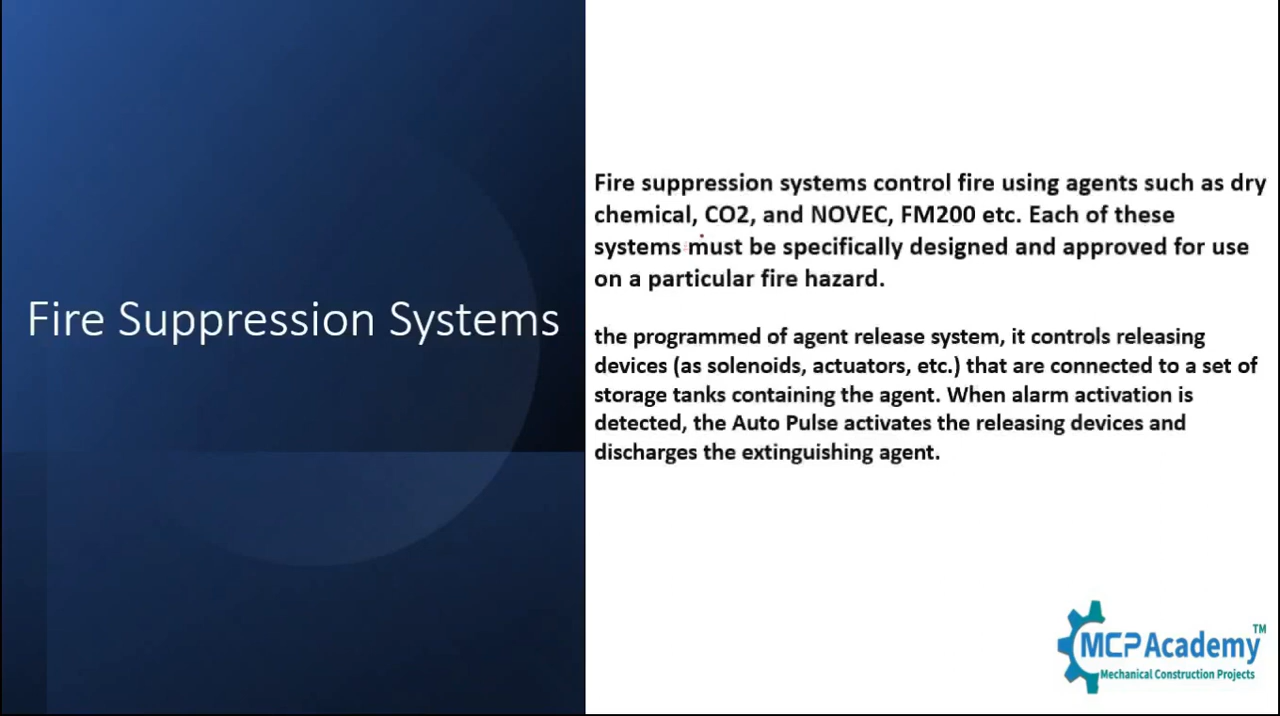 Fire Suppression Systems
Fire suppression systems control fire using agents such as dry
chemical, CO2, and NOVEC, FM200 etc. Each of these
systems must be specifically designed and approved for use
on a particular fire hazard.
the programmed of agent release system, it controls releasing
devices (as solenoids, actuators, etc.) that are connected to a set of
storage tanks containing the agent. When alarm activation is
detected, the Auto Pulse activates the releasing devices and
discharges the extinguishing agent.
MCP Academy TM
Mechanical Construction Projects